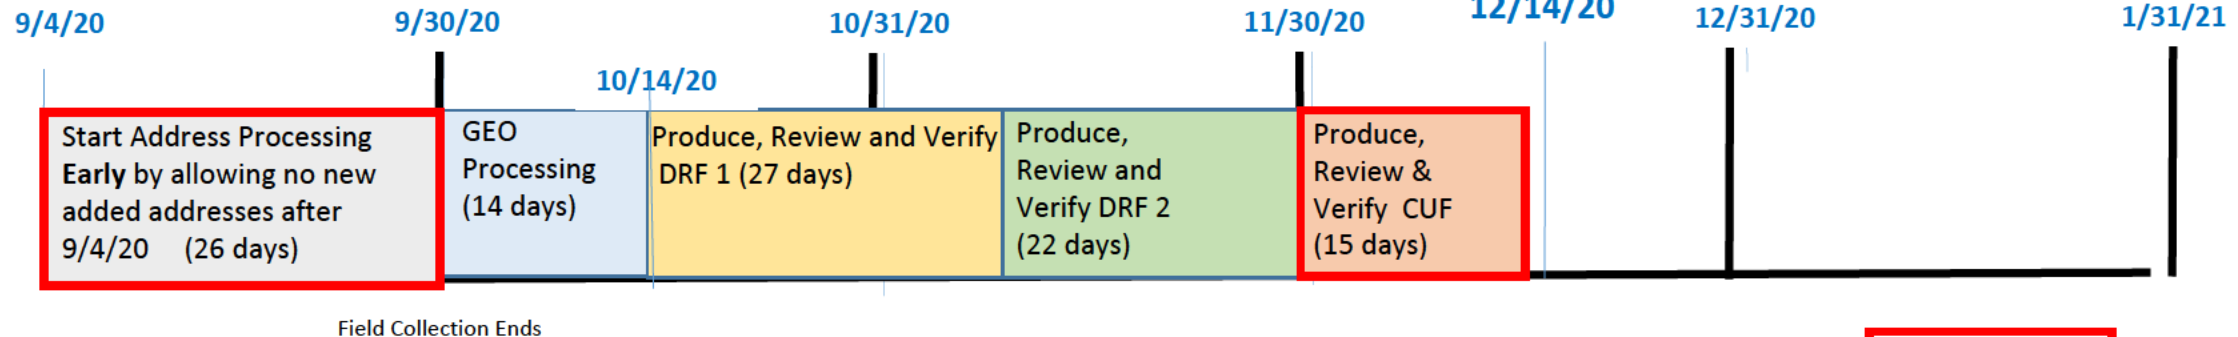 9/4/20
9/30/20
10/14/20
10/31/20
11/30/20
12/14/20
12/31/20
1/31/21
Start Address Processing
Early by allowing no new
added addresses after
9/4/20 (26 days)
GEO
Processing
(14 days)
Produce, Review and Verify
DRF 1 (27 days)
Produce,
Review and
Verify DRF 2
(22 days)
Produce,
Review &
Verify CUF
(15 days)
Field Collection Ends